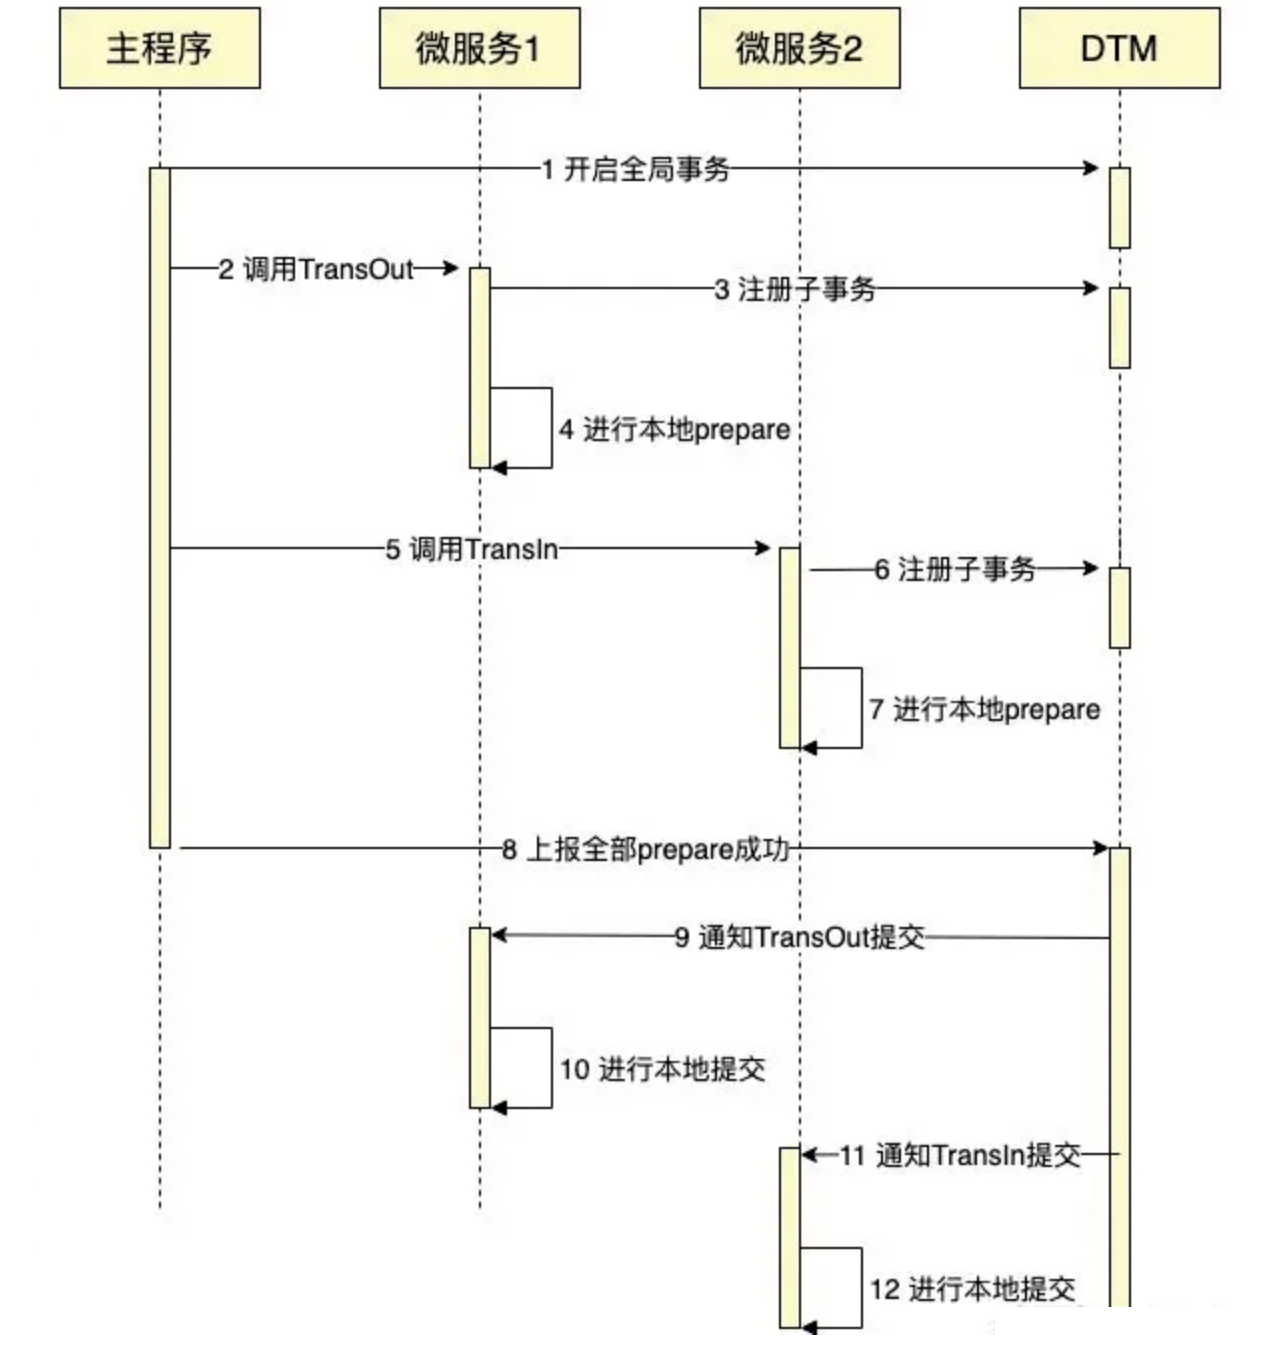 主程序
微服务1
微服务2
DTM
1 开启全局事务
2 调用TransOut
3 注册子事务
4 进行本地prepare
5 调用TransIn
6 注册子事务
7 进行本地prepare
8 上报全部prepare成功
9 通知TransOut提交
10 进行本地提交
11 通知TransIn提交
12 进行本地提交